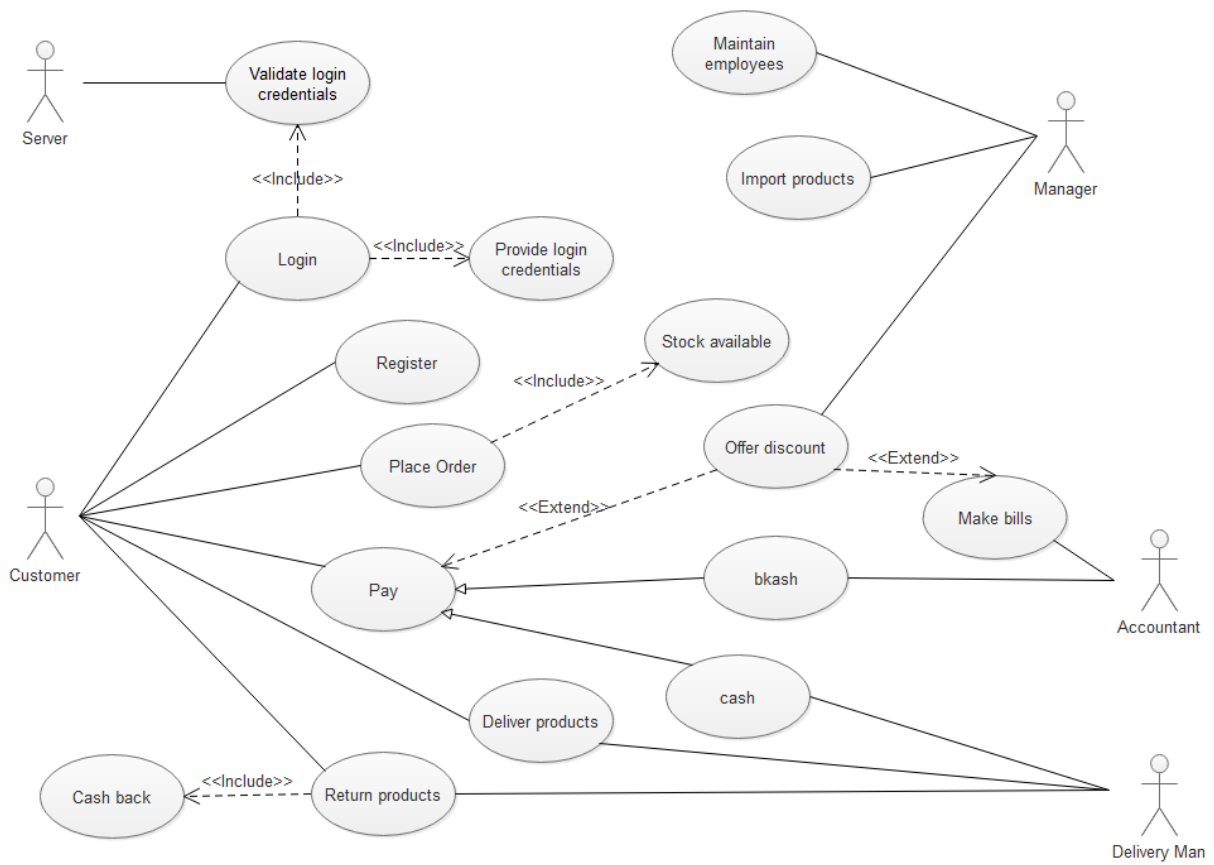 Maintain
employees
Validate login
credentials
Server
Import products
Manager
<<Include>>
Login
<<Include>>
Provide login
credentials
Register
Stock available
<<Include>>
Place Order
Offer discount
<<Extend>>
<<Extend>>
Make bills
Customer
Pay
bkash
Accountant
cash
Deliver products
Cash back
<<Include>>
Return products
Delivery Man